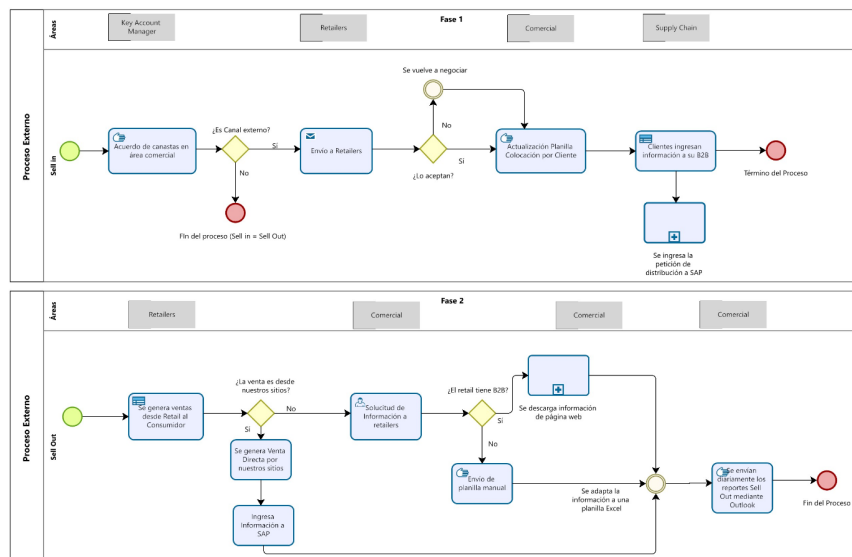 Fase 1
Áreas
Key Account
Manager
Retailers
Comercial
Supply Chain
Proceso Externo
Sell in
Acuerdo de canastas en
área comercial
¿Es Canal externo?
Si
No
FIn del proceso (Sell in = Sell Out)
Envío a Retailers
Se vuelve a negociar
No
Si
¿Lo aceptan?
Actualización Planilla
Colocación por Cliente
Clientes ingresan
información a su B2B
Término del Proceso
Se ingresa la
petición de
distribución a SAP
Fase 2
Áreas
Retailers
Comercial
Comercial
Comercial
Proceso Externo
Sell Out
Se genera ventas
desde Retail al
Consumidor
¿La venta es desde
nuestros sitios?
No
Si
Se genera Venta
Directa por
nuestros sitios
Ingresa
Información a
SAP
Solucitud de
Información a
retailers
¿El retail tiene B2B?
Si
No
Se descarga información
de página web
Envío de
planilla manual
Se adapta la
información a una
planilla Excel
Se envían
diariamente los
reportes Sell
Out mediante
Outlook
Fin del Proceso